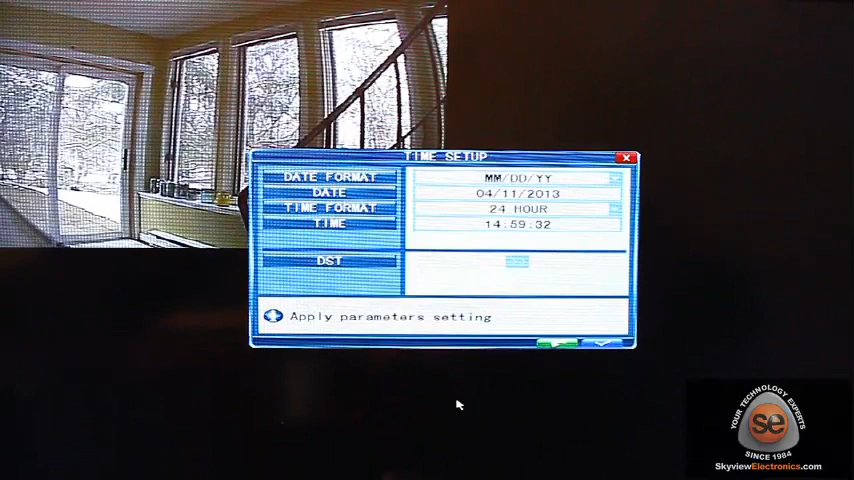 TIME SETUP
DATE FORMAT MM/DD/YY
DATE 04/11/2013
TIME FORMAT 24 HOUR
TIME 14:59:32
DST
Apply parameters setting
YOUR TECHNOLOGY EXPERTS
se
SINCE 1984
SkyviewElectronics.com